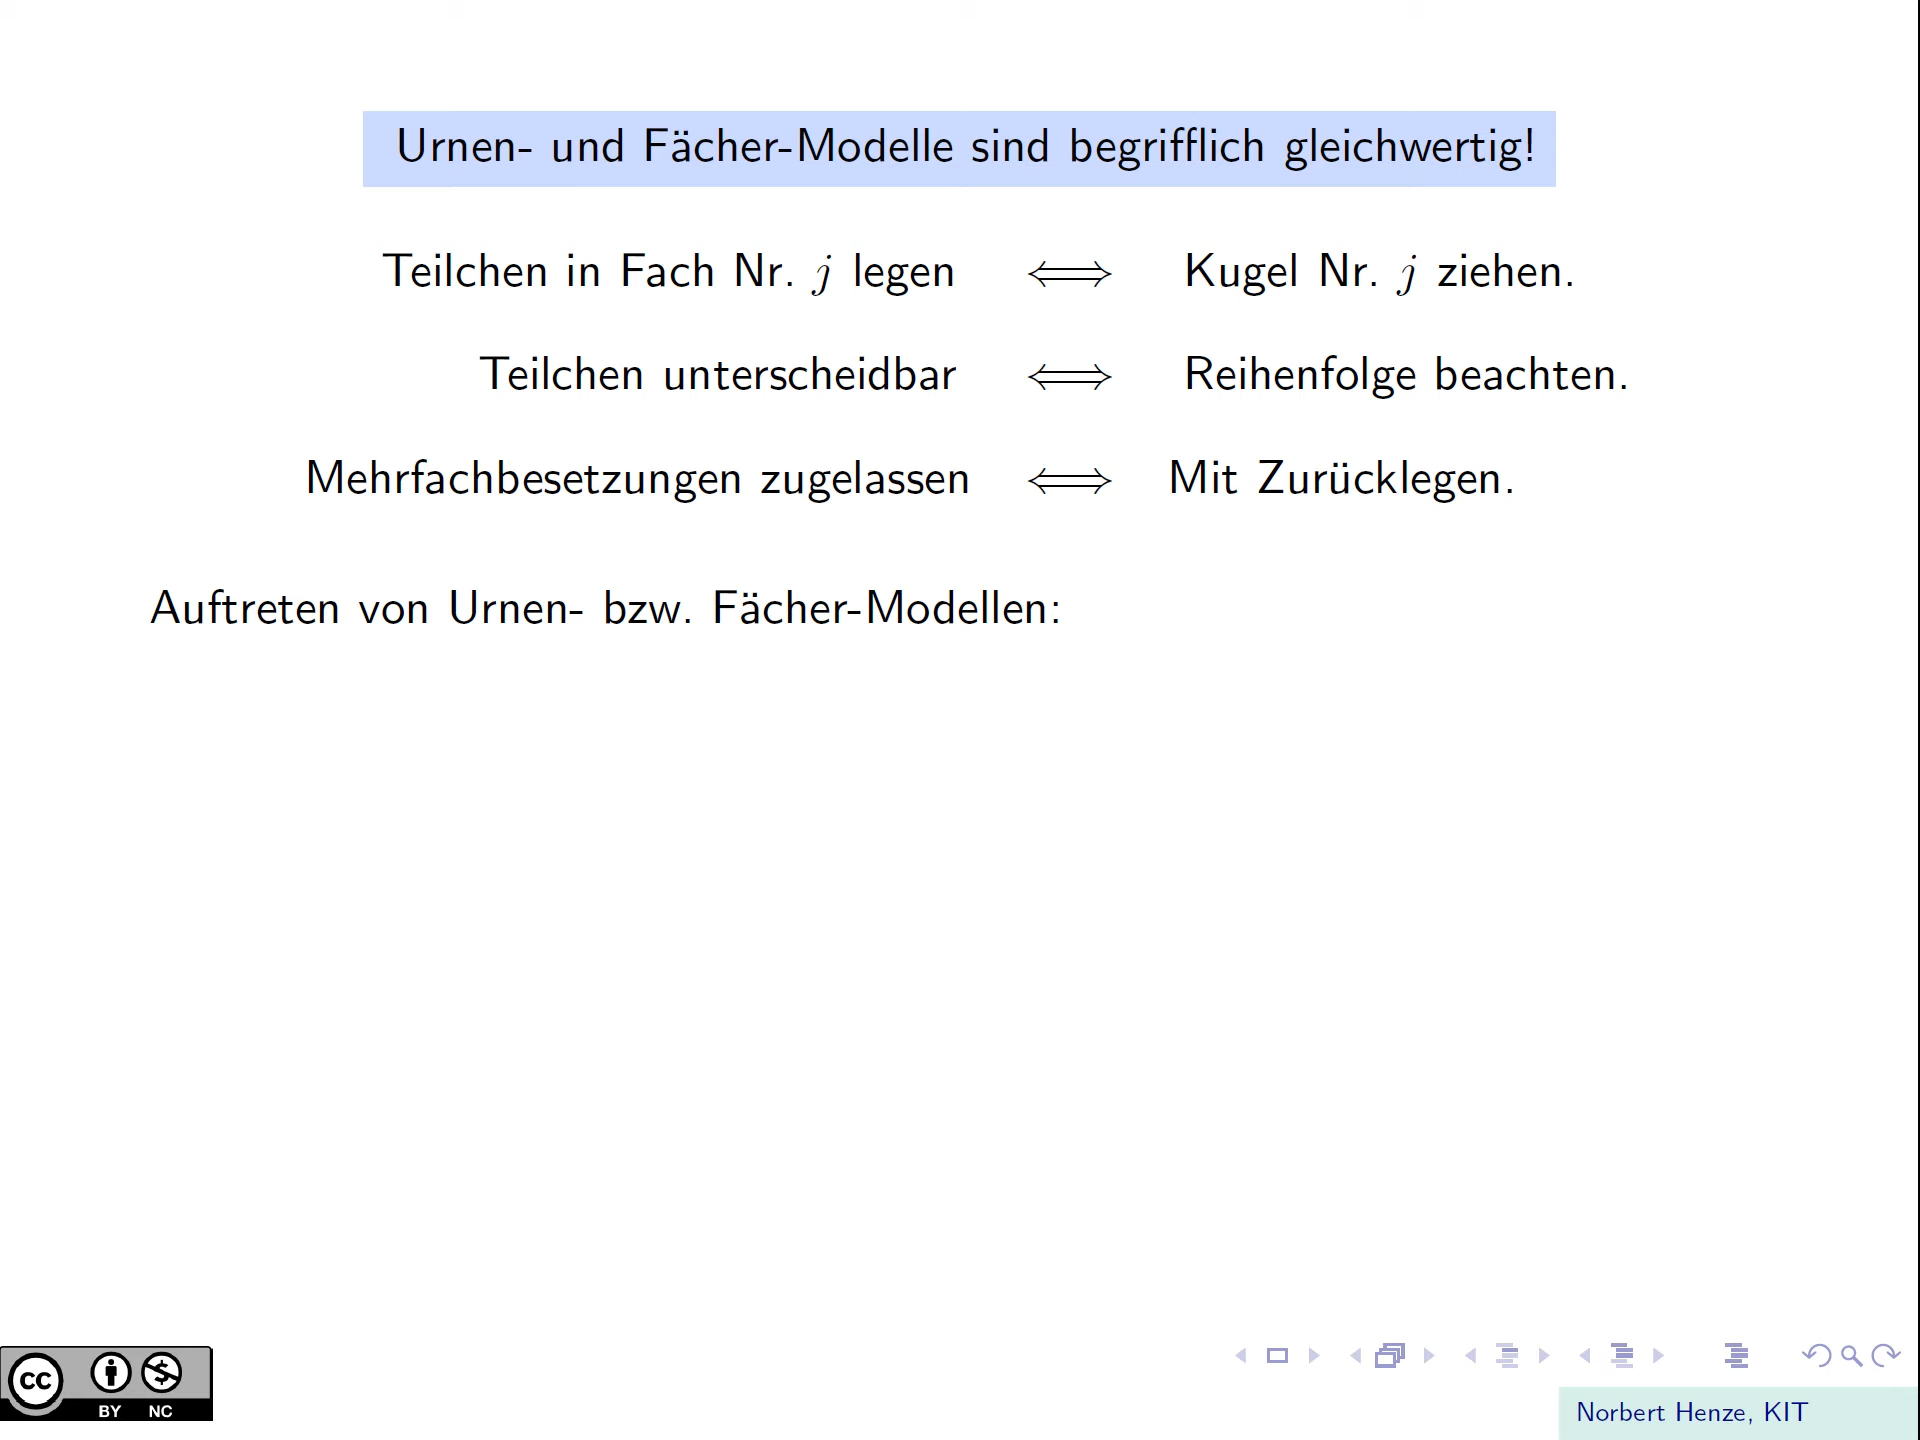 Urnen- und Fächer-Modelle sind begrifflich gleichwertig!
Teilchen in Fach Nr. j legen ⟺ Kugel Nr. j ziehen.
Teilchen unterscheidbar ⟺ Reihenfolge beachten.
Mehrfachbesetzungen zugelassen ⟺ Mit Zurücklegen.
Auftreten von Urnen- bzw. Fächer-Modellen:
cc
BY NC
Norbert Henze, KIT